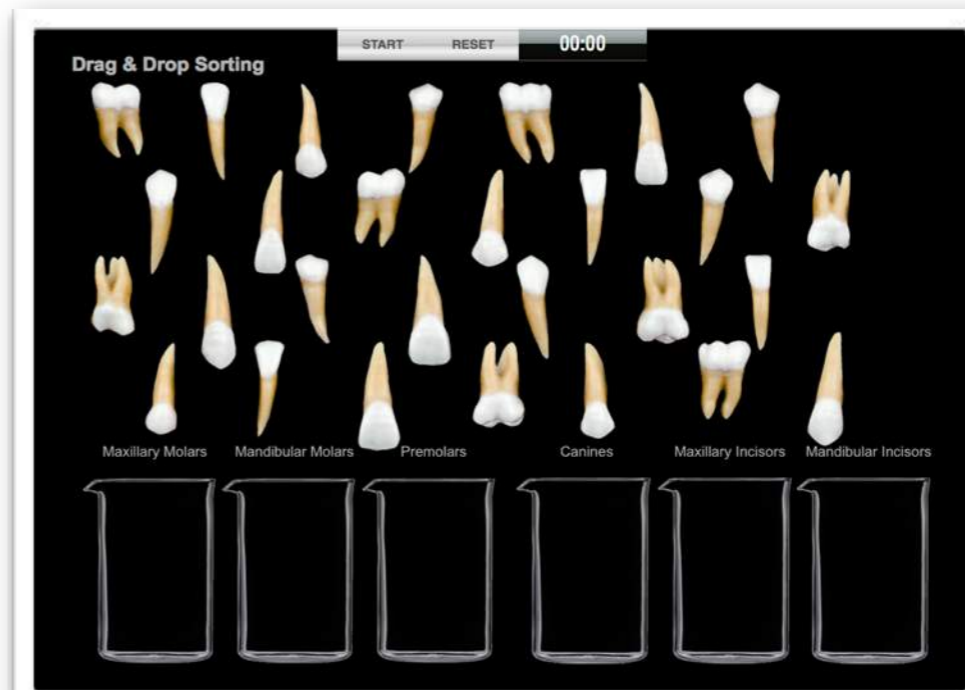 START RESET 00:00
Drag & Drop Sorting
Maxillary Molars Mandibular Molars Premolars Canines Maxillary Incisors Mandibular Incisors